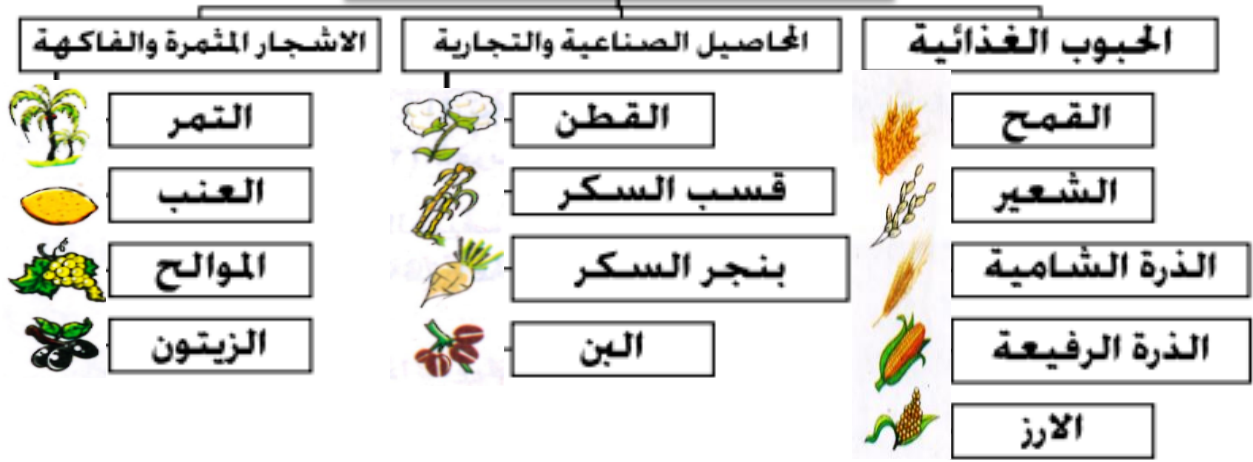 الحبوب الغذائية
القمح
الشعير
الذرة الشامية
الذرة الرفيعة
الارز
المحاصيل الصناعية والتجارية
القطن
قسب السكر
بنجر السكر
البن
الاشجار المثمرة والفاكهة
التمر
العنب
الموالح
الزيتون